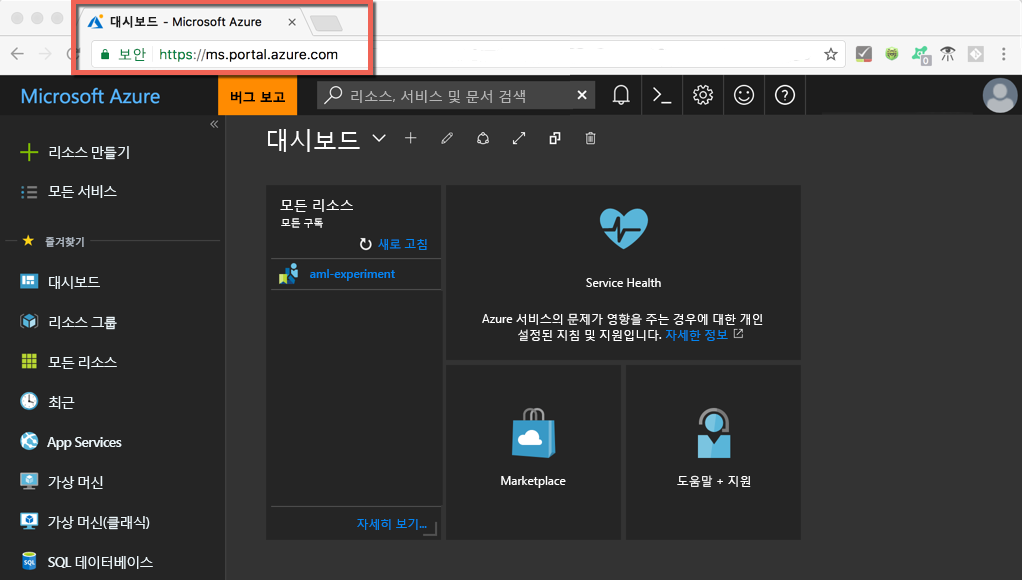 대시보드 - Microsoft Azure
보안 https://ms.portal.azure.com
0
Microsoft Azure
버그 보고
리소스, 서비스 및 문서 검색
리소스 만들기
모든 서비스
즐겨찾기
대시보드
리소스 그룹
모든 리소스
최근
App Services
가상 머신
가상 머신(클래식)
SQL 데이터베이스
대시보드
모든 리소스
모든 구독
새로 고침
aml-experiment
자세히 보기...
Service Health
Azure 서비스의 문제가 영향을 주는 경우에 대한 개인
설정된 지침 및 지원입니다. 자세한 정보
Marketplace
도움말 + 지원